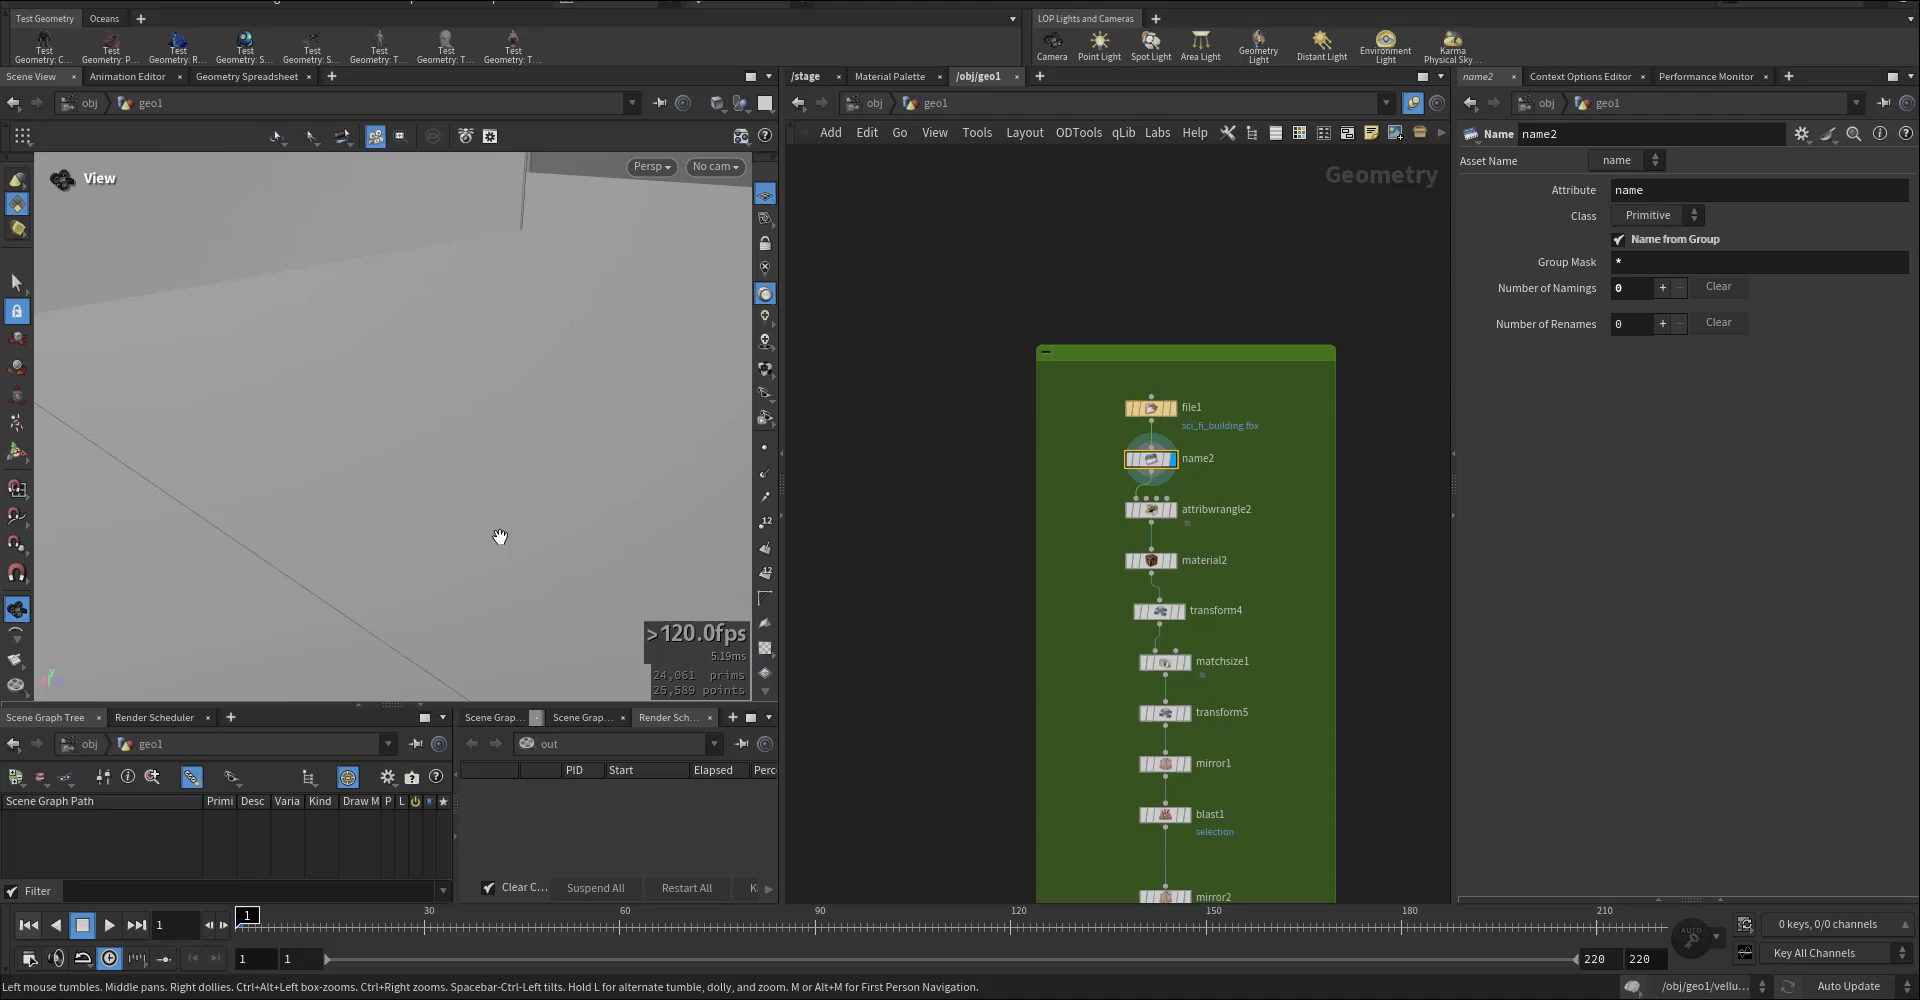 Test Geometry
Oceans
LOP Lights and Cameras
Test Geometry: C...
Test Geometry: P...
Test Geometry: R...
Test Geometry: S...
Test Geometry: S...
Test Geometry: T...
Test Geometry: T...
Test Geometry: T...
Camera
Point Light
Spot Light
Area Light
Geometry Light
Distant Light
Environment Light
Karma Physical Sky...
Scene View
Animation Editor
Geometry Spreadsheet
/stage
Material Palette
/obj/geo1
name2
Context Options Editor
Performance Monitor
obj
geo1
obj
geo1
obj
geo1
Add
Edit
Go
View
Tools
Layout
ODTools
qLib
Labs
Help
Name
name2
Asset Name
name
View
Persp
No cam
Geometry
Attribute
name
Class
Primitive
Name from Group
Group Mask
*
Number of Namings
0
Clear
Number of Renames
0
Clear
file1
sci_fi_building.fbx
name2
attribwrangle2
material2
transform4
matchsize1
transform5
mirror1
blast1
selection
mirror2
12
12
>120.0fps
5.19ms
24,061 prims
25,589 points
Scene Graph Tree
Render Scheduler
Scene Grap...
Scene Grap...
Render Sch...
obj
geo1
out
PID
Start
Elapsed
Perc
Scene Graph Path
Primi
Desc
Varia
Kind
Draw M
P
L
Filter
Clear C...
Suspend All
Restart All
K
1
1
30
60
90
120
150
180
210
AUTO
0 keys, 0/0 channels
1
1
220
220
Key All Channels
Left mouse tumbles. Middle pans. Right dollies. Ctrl+Alt+Left box-zooms. Ctrl+Right zooms. Spacebar-Ctrl-Left tilts. Hold L for alternate tumble, dolly, and zoom. M or Alt+M for First Person Navigation.
/obj/geo1/vellu...
Auto Update